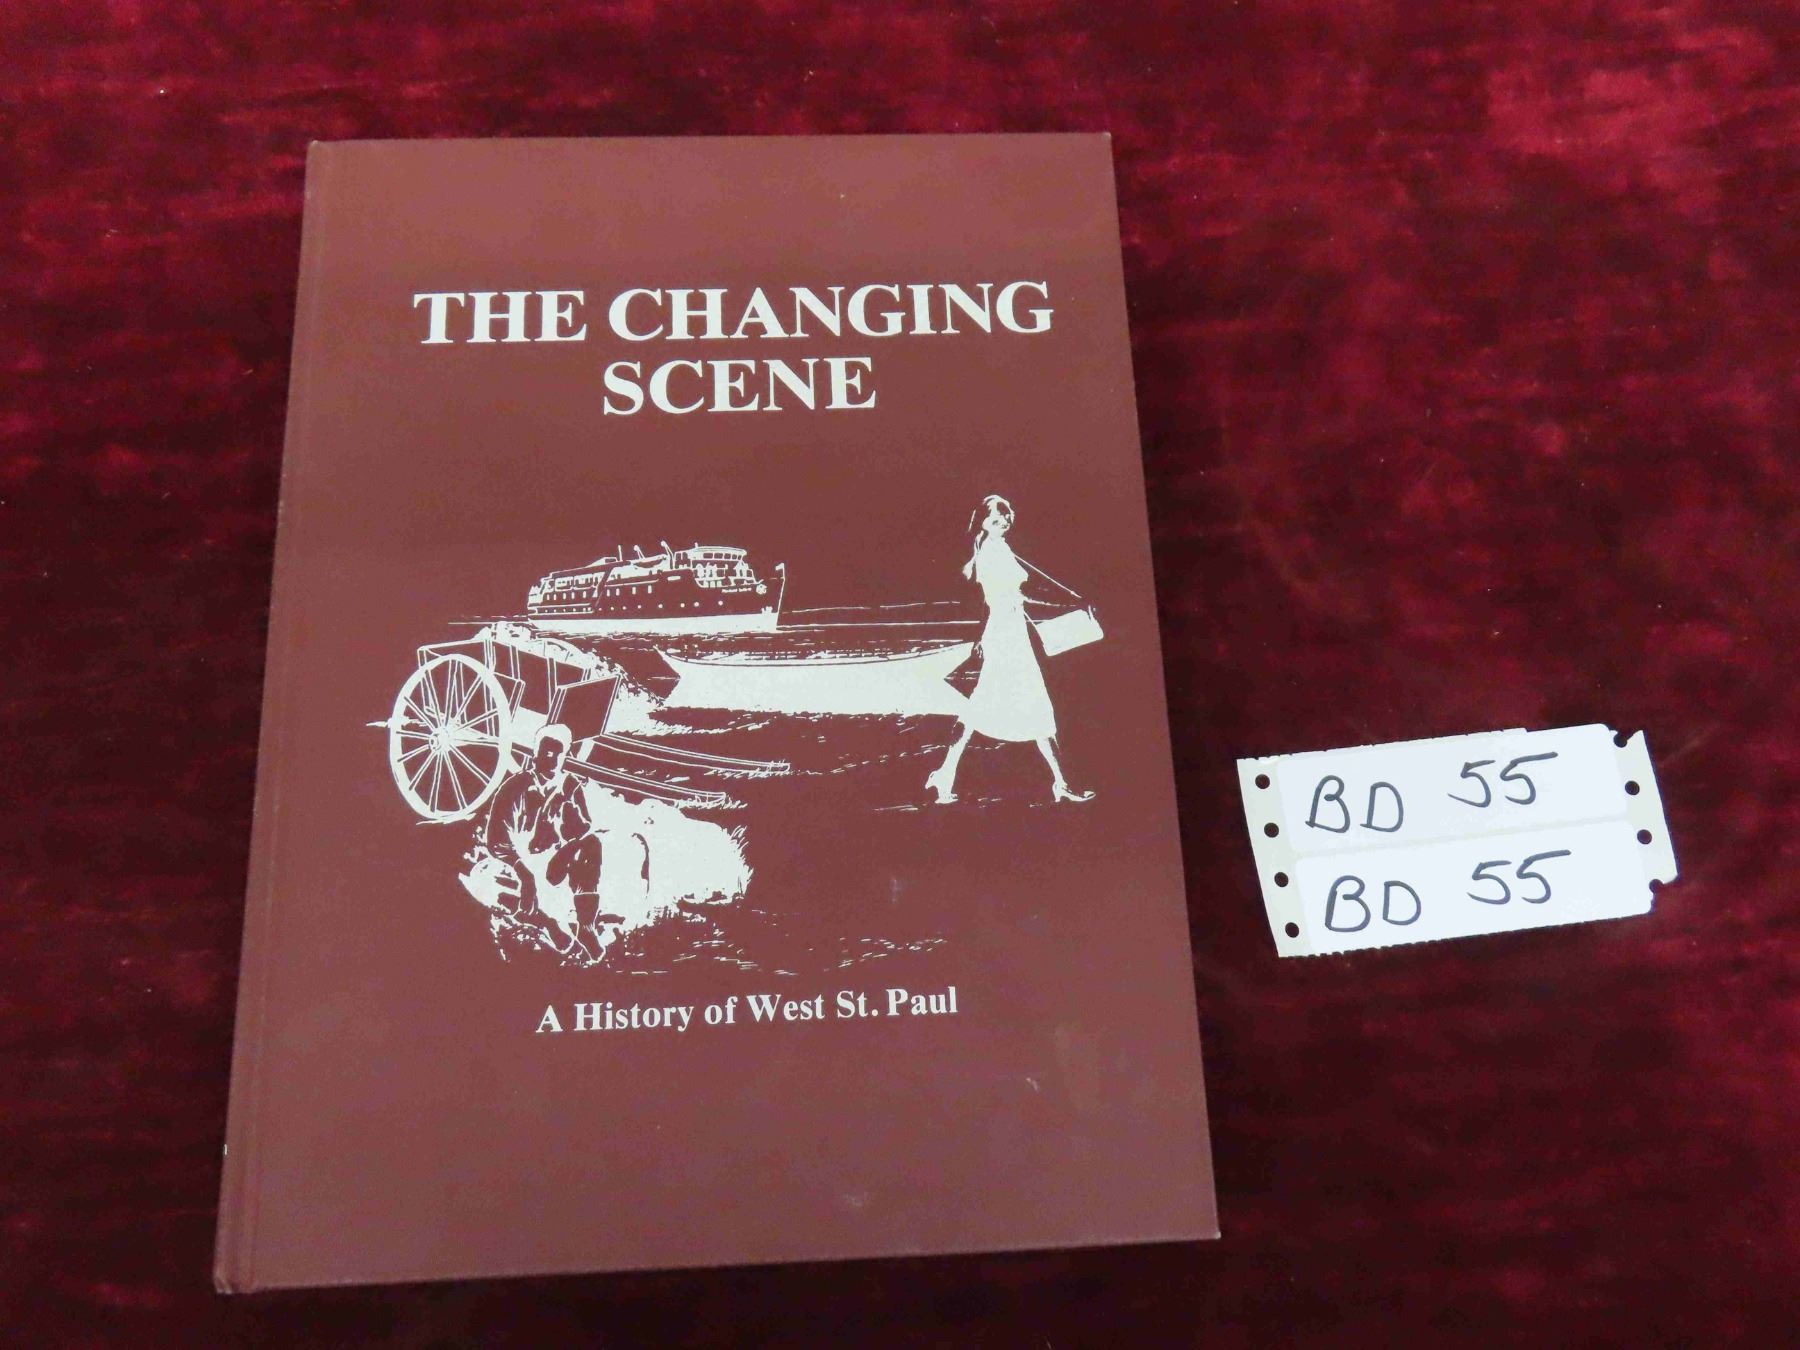 THE CHANGING
SCENE
A History of West St. Paul
BD 55
BD 55